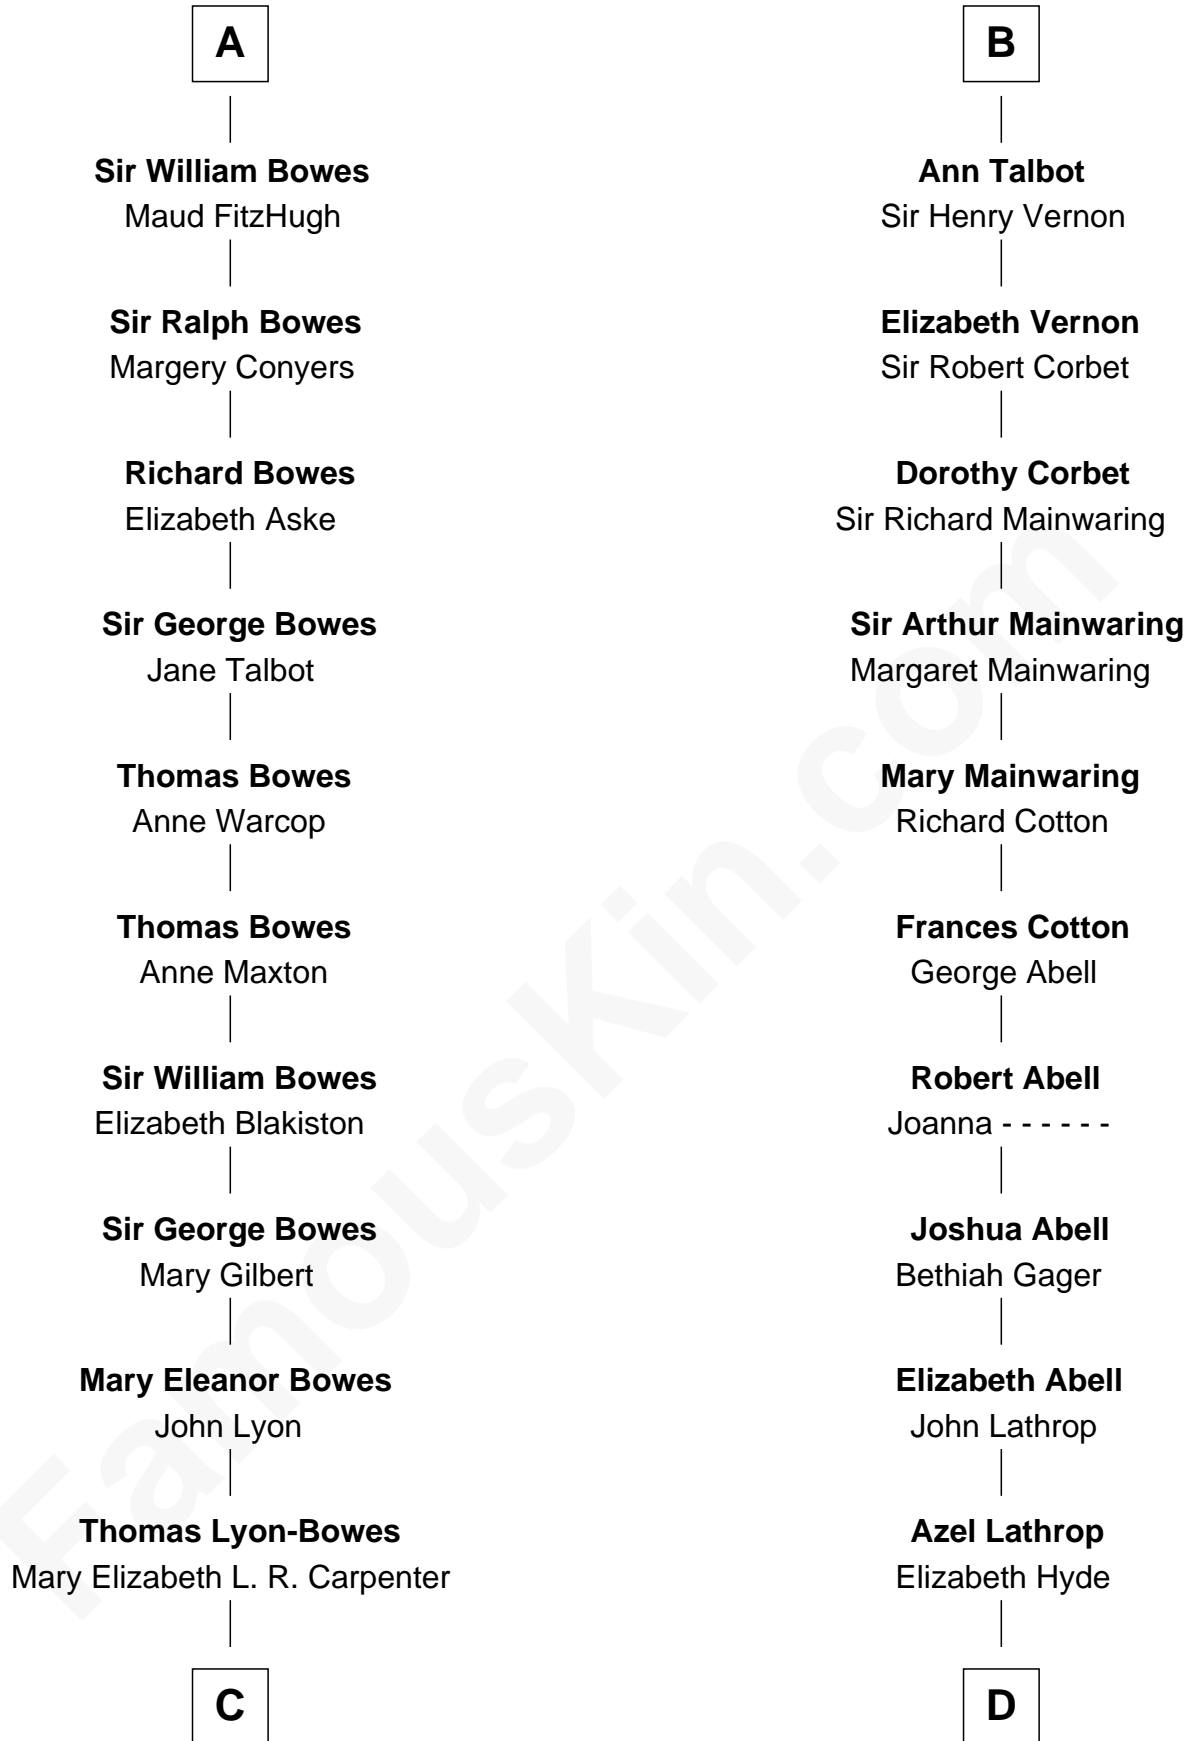 A
Sir William Bowes
Maud FitzHugh
Sir Ralph Bowes
Margery Conyers
Richard Bowes
Elizabeth Aske
Sir George Bowes
Jane Talbot
Thomas Bowes
Anne Warcop
Thomas Bowes
Anne Maxton
Sir William Bowes
Elizabeth Blakiston
Sir George Bowes
Mary Gilbert
Mary Eleanor Bowes
John Lyon
Thomas Lyon-Bowes
Mary Elizabeth L. R. Carpenter
C
B
Ann Talbot
Sir Henry Vernon
Elizabeth Vernon
Sir Robert Corbet
Dorothy Corbet
Sir Richard Mainwaring
Sir Arthur Mainwaring
Margaret Mainwaring
Mary Mainwaring
Richard Cotton
Frances Cotton
George Abell
Robert Abell
Joanna - - - - - -
Joshua Abell
Bethiah Gager
Elizabeth Abell
John Lathrop
Azel Lathrop
Elizabeth Hyde
D
FamousKin.com